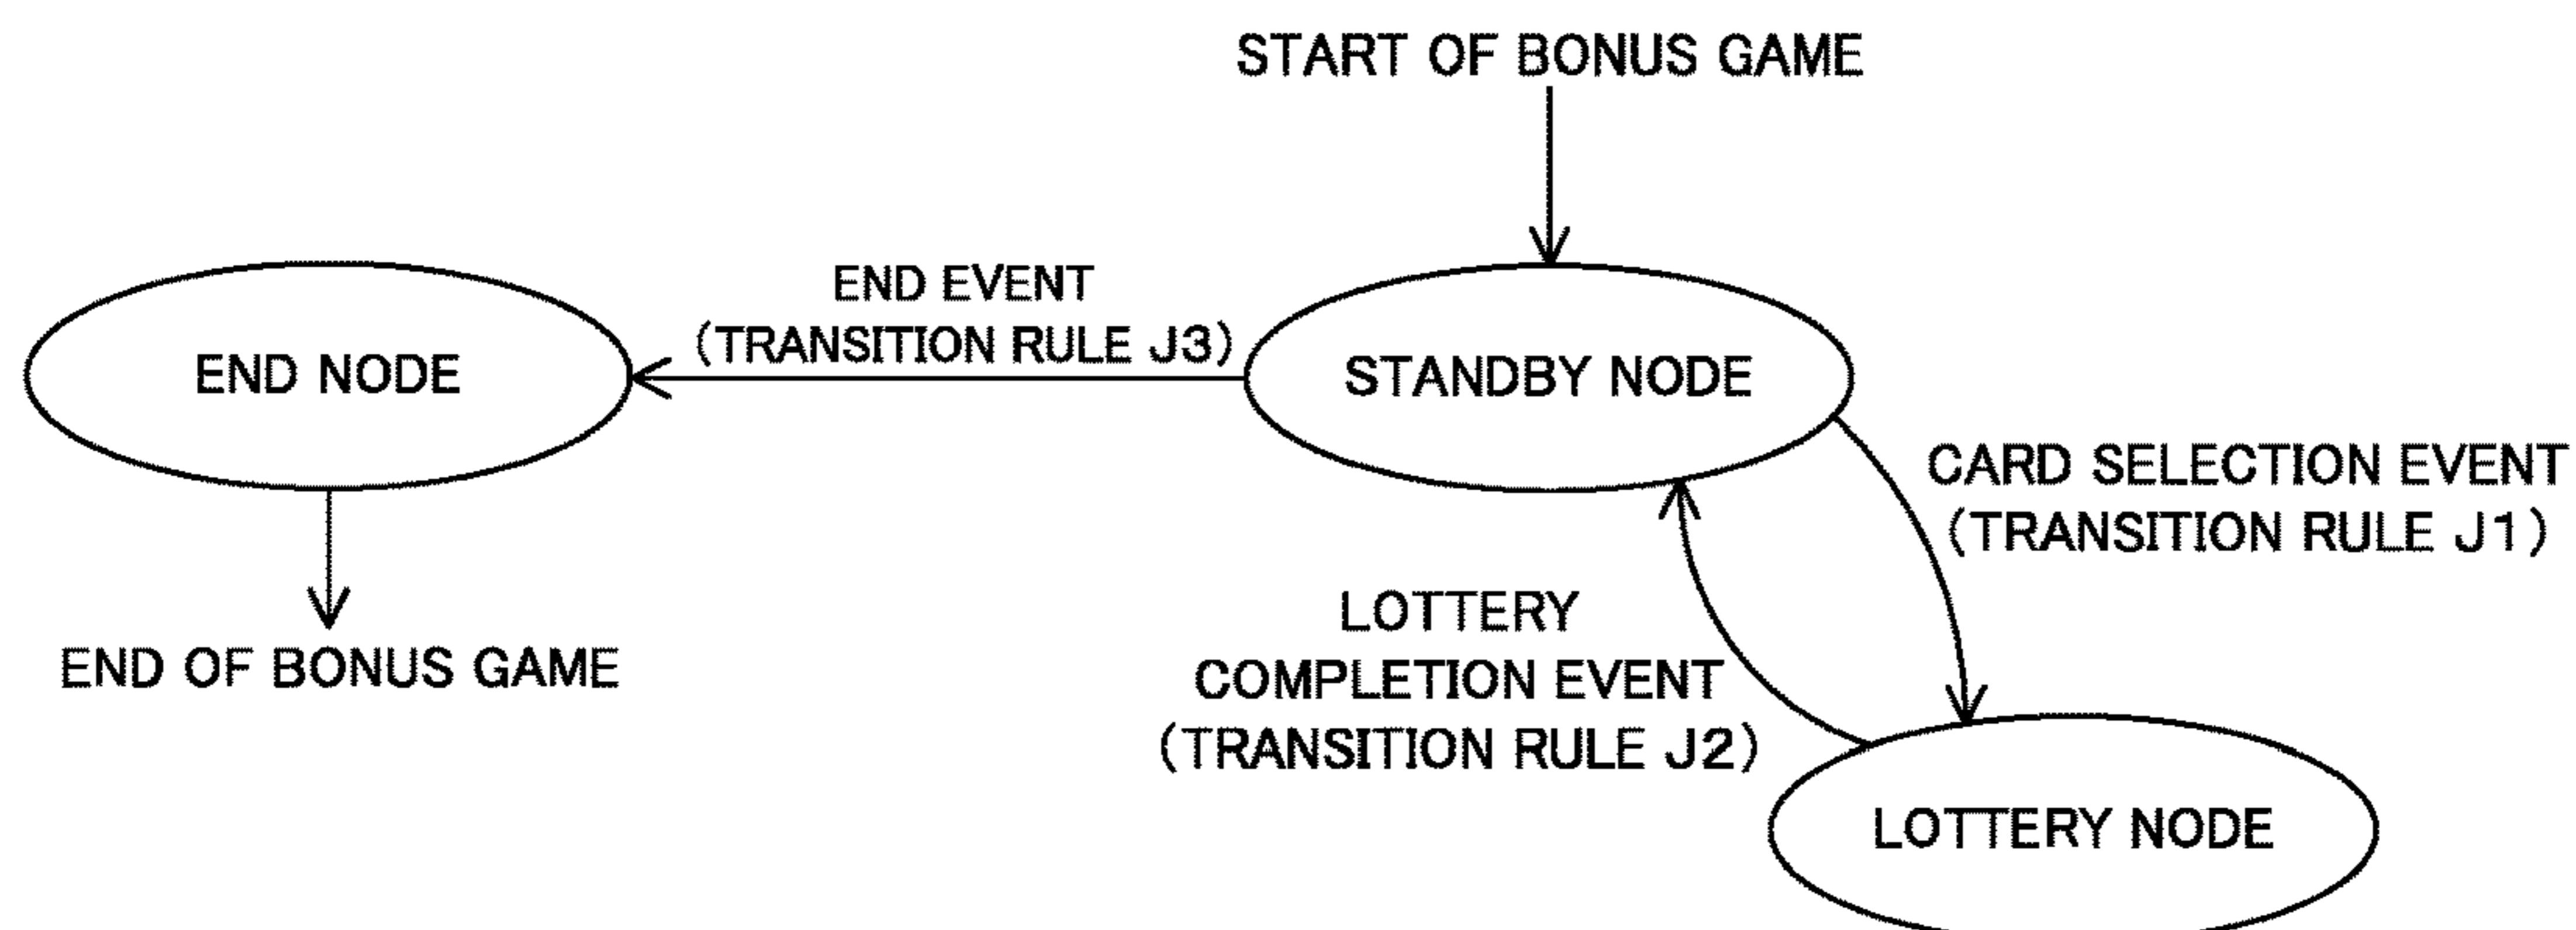 START OF BONUS GAME
END EVENT
(TRANSITION RULE J3)
END NODE
STANDBY NODE
CARD SELECTION EVENT
(TRANSITION RULE J1)
LOTTERY
COMPLETION EVENT
(TRANSITION RULE J2)
END OF BONUS GAME
LOTTERY NODE